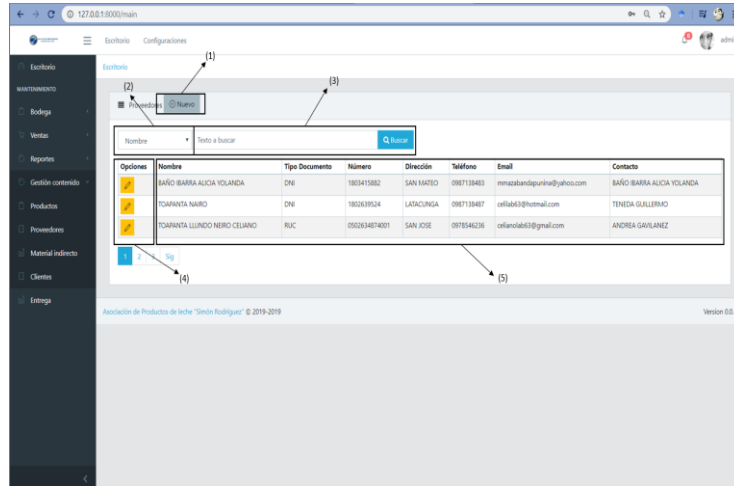 127.0.0.1:8000/main
Escritorio Configuraciones
admi
Escritorio
MANTENIMIENTO
Bodega
Ventas
Reportes
Gestión contenido
Productos
Proveedores
Material indirecto
Clientes
Entrega
Escritorio
(1)
(2)
(3)
Proveedores Nuevo
Nombre Texto a buscar Buscar
Opciones Nombre Tipo Documento Número Dirección Teléfono Email Contacto
BAÑO IBARRA ALICIA YOLANDA DNI 1803415882 SAN MATEO 0987138483 mmazabandapunina@yahoo.com BAÑO IBARRA ALICIA YOLANDA
TOAPANTA NAIRO DNI 1802639524 LATACUNGA 0987138487 celilab63@hotmail.com TENEDA GUILLERMO
TOAPANTA LLUNDO NEIRO CELIANO RUC 0502634874001 SAN JOSE 0978546236 celianolab63@gmail.com ANDREA GAVILANEZ
1 2 3 Sig
(4)
(5)
Asociación de Productos de leche "Simón Rodríguez" © 2019-2019
Version 0.0.